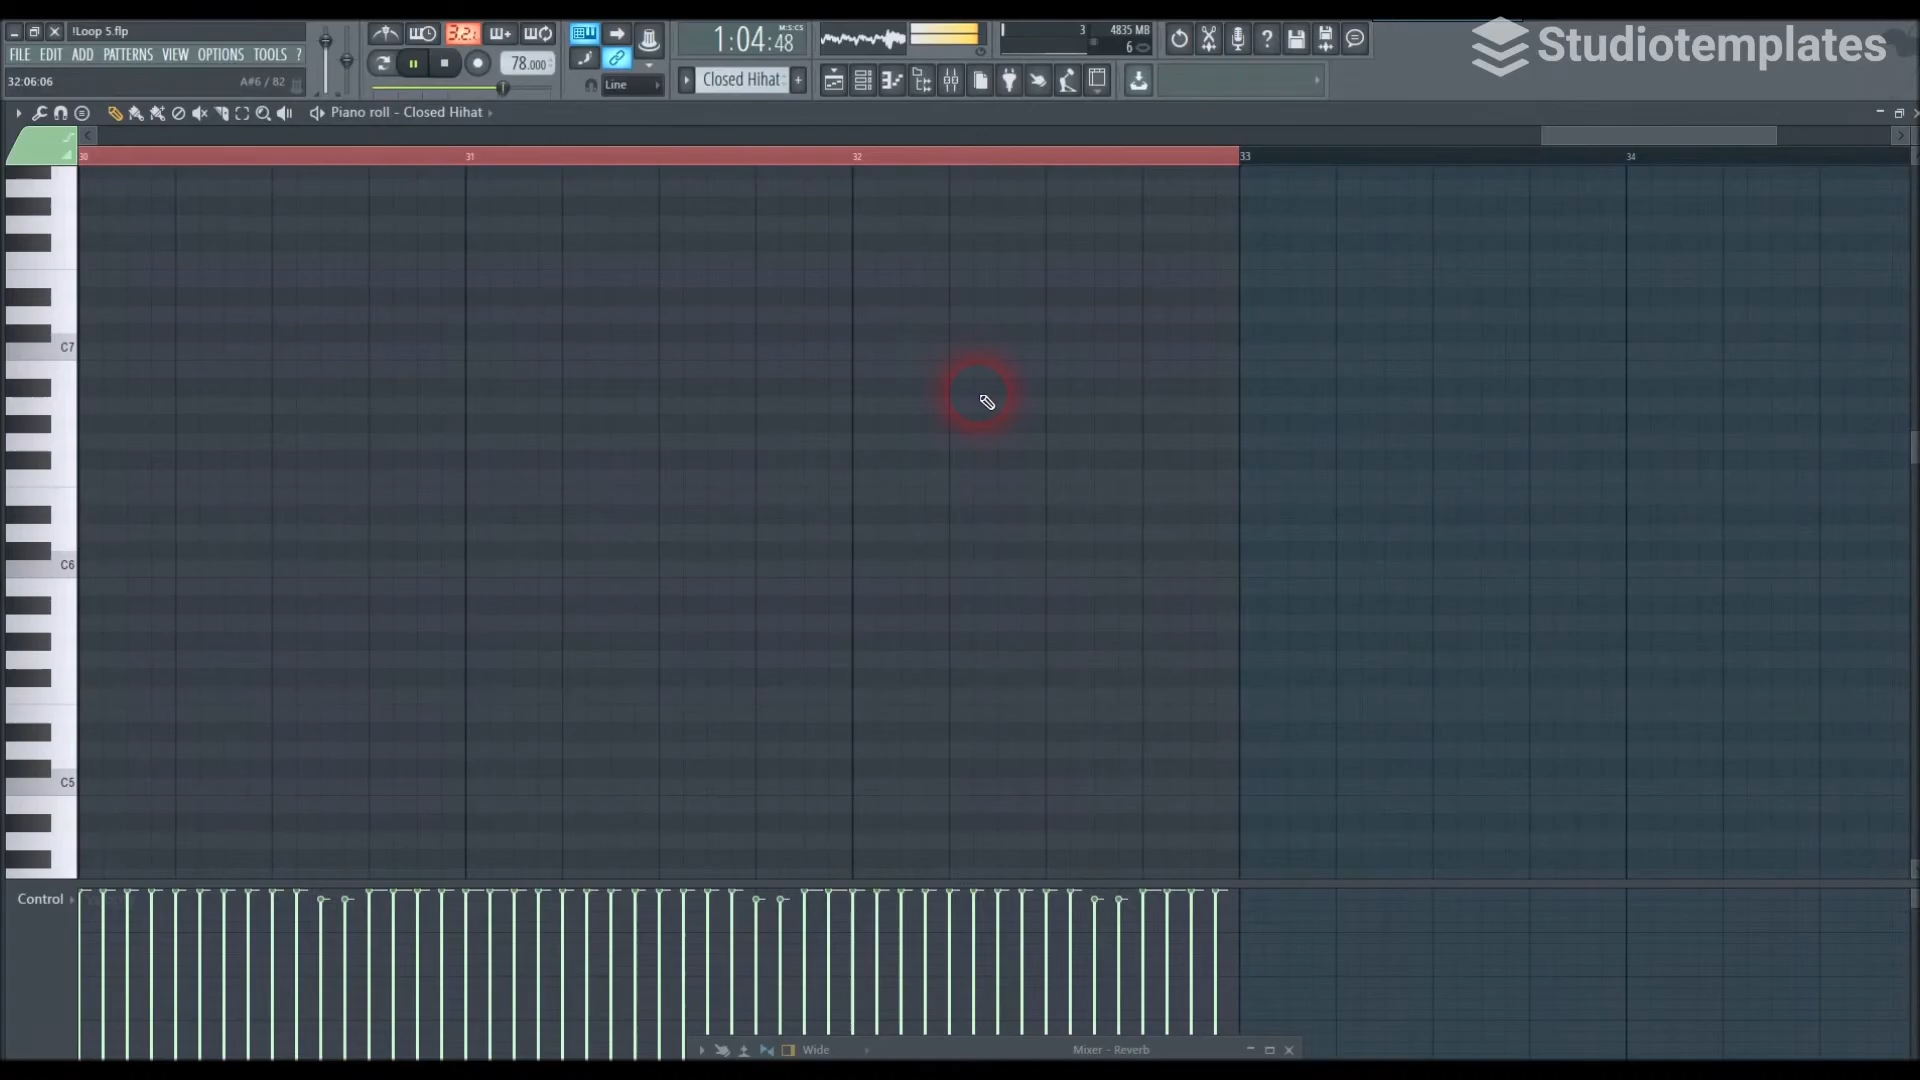 !Loop 5.flp
FILE EDIT ADD PATTERNS VIEW OPTIONS TOOLS ?
32:06:06 A#6 / 82
3.2.
78.000
Line
1:04:48
M:S:CS
Closed Hihat
3
4835 MB
6
Studiotemplates
Piano roll - Closed Hihat
30 31 32 33 34
C7
C6
C5
Control
Wide
Mixer - Reverb